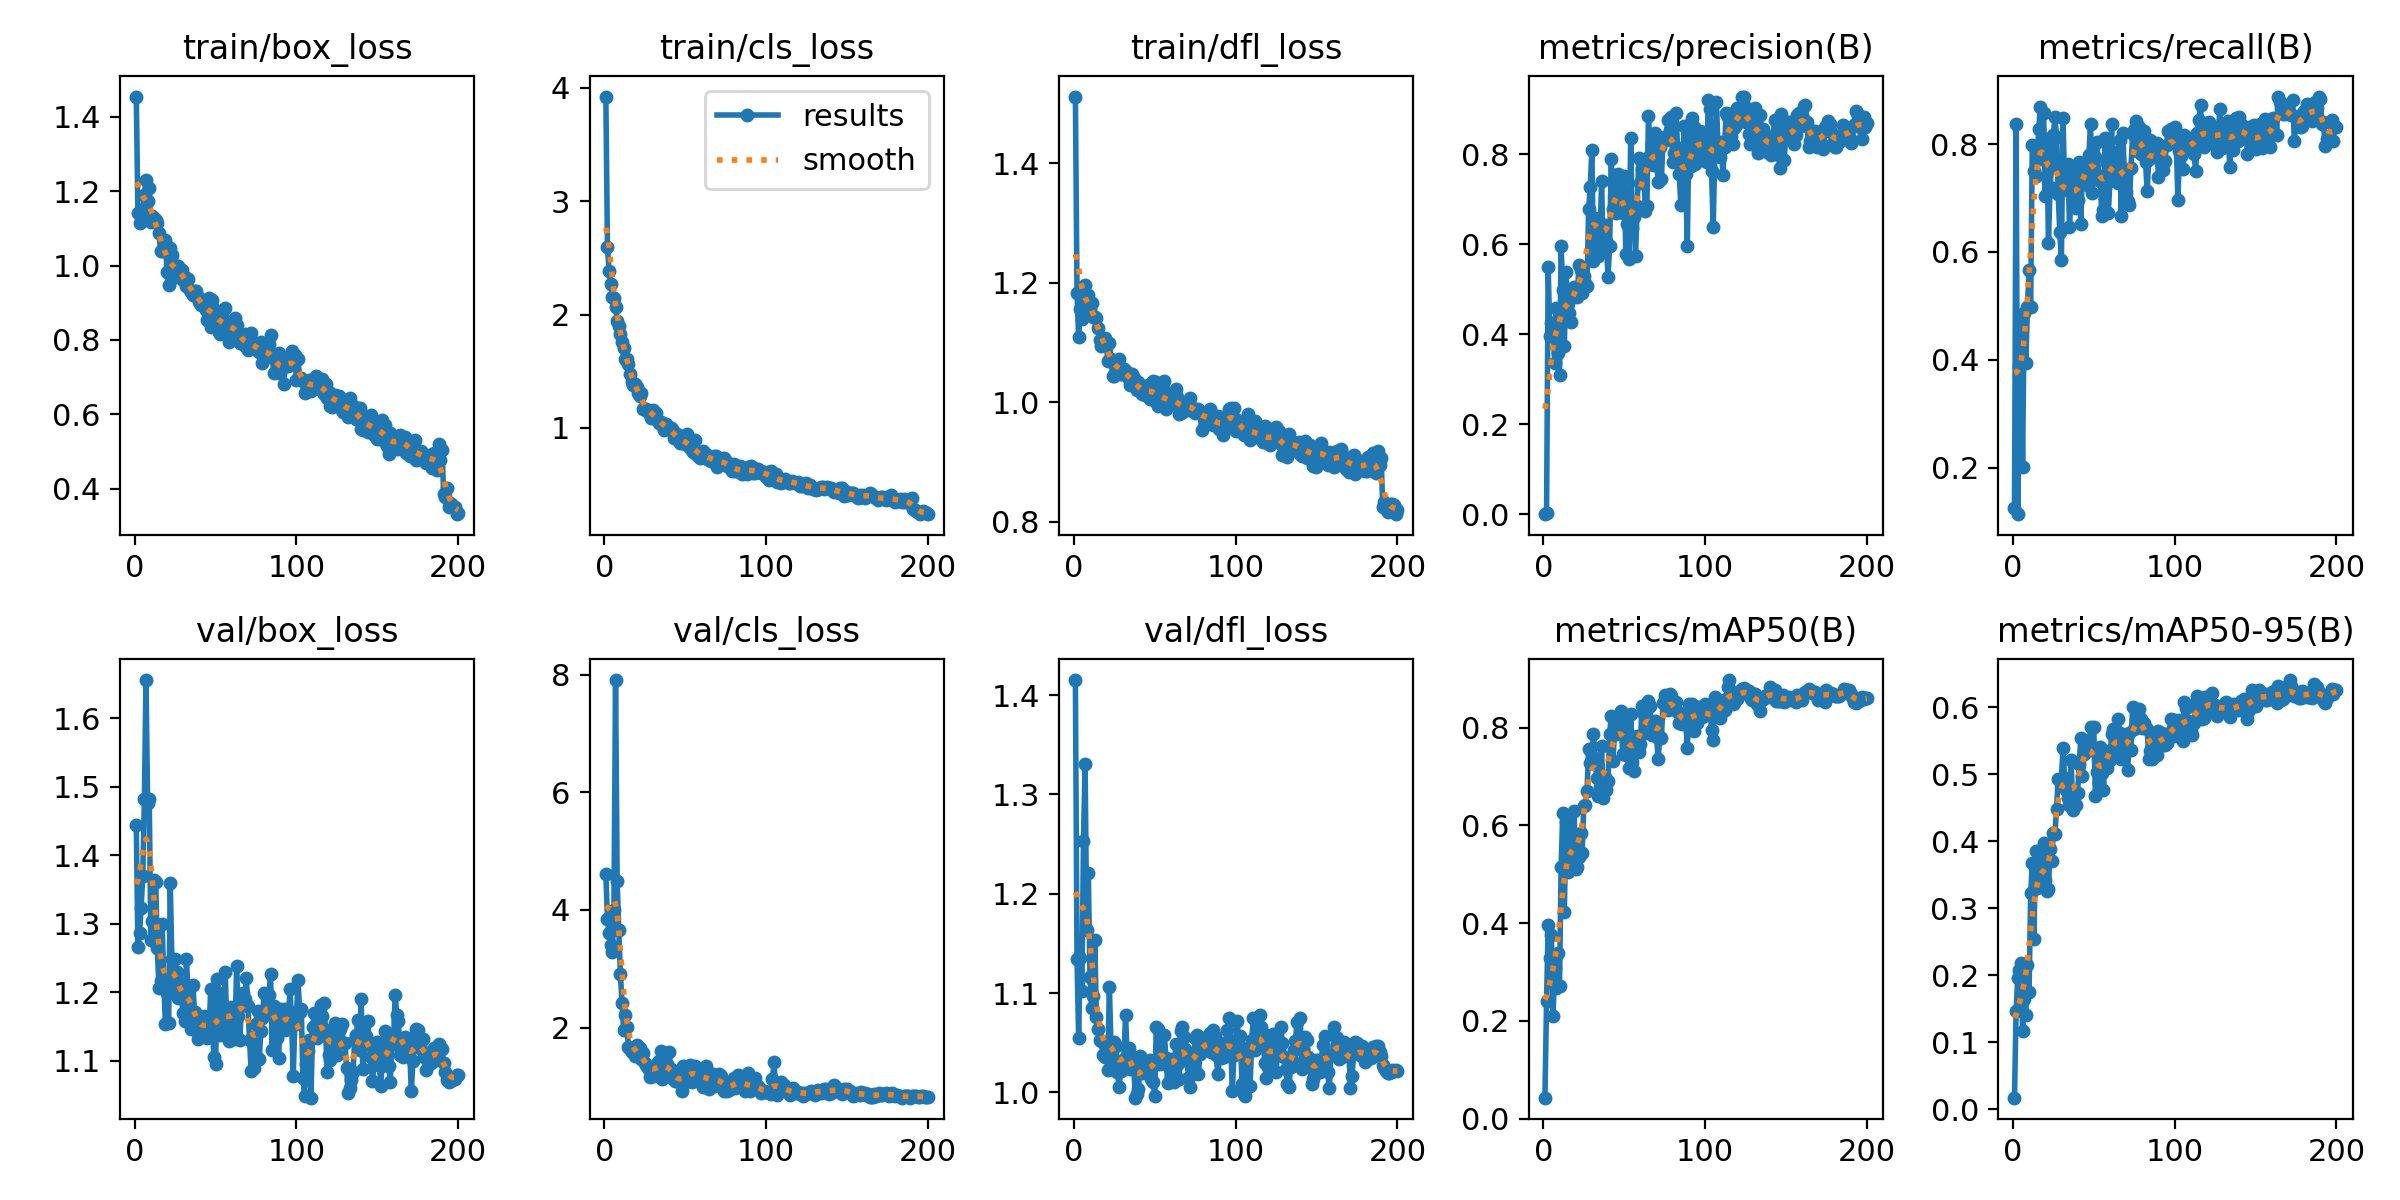 train/box_loss
1.4
1.2
1.0
0.8
0.6
0.4
0 100 200
train/cls_loss
results
smooth
4
3
2
1
0 100 200
train/dfl_loss
1.4
1.2
1.0
0.8
0 100 200
metrics/precision(B)
0.8
0.6
0.4
0.2
0.0
0 100 200
metrics/recall(B)
0.8
0.6
0.4
0.2
0 100 200
val/box_loss
1.6
1.5
1.4
1.3
1.2
1.1
0 100 200
val/cls_loss
8
6
4
2
0 100 200
val/dfl_loss
1.4
1.3
1.2
1.1
1.0
0 100 200
metrics/mAP50(B)
0.8
0.6
0.4
0.2
0.0
0 100 200
metrics/mAP50-95(B)
0.6
0.5
0.4
0.3
0.2
0.1
0.0
0 100 200